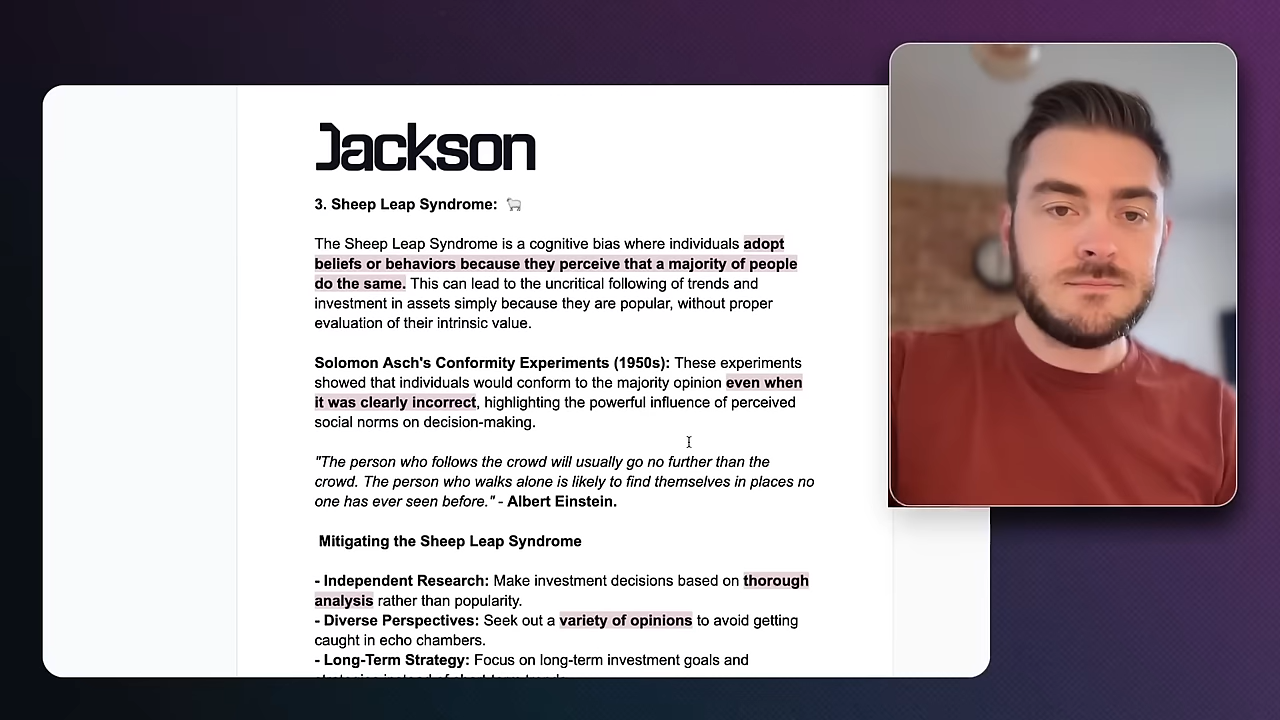 Jackson
3. Sheep Leap Syndrome: 🐑
The Sheep Leap Syndrome is a cognitive bias where individuals adopt
beliefs or behaviors because they perceive that a majority of people
do the same. This can lead to the uncritical following of trends and
investment in assets simply because they are popular, without proper
evaluation of their intrinsic value.
Solomon Asch's Conformity Experiments (1950s): These experiments
showed that individuals would conform to the majority opinion even when
it was clearly incorrect, highlighting the powerful influence of perceived
social norms on decision-making.
"The person who follows the crowd will usually go no further than the
crowd. The person who walks alone is likely to find themselves in places no
one has ever seen before." - Albert Einstein.
Mitigating the Sheep Leap Syndrome
- Independent Research: Make investment decisions based on thorough
analysis rather than popularity.
- Diverse Perspectives: Seek out a variety of opinions to avoid getting
caught in echo chambers.
- Long-Term Strategy: Focus on long-term investment goals and